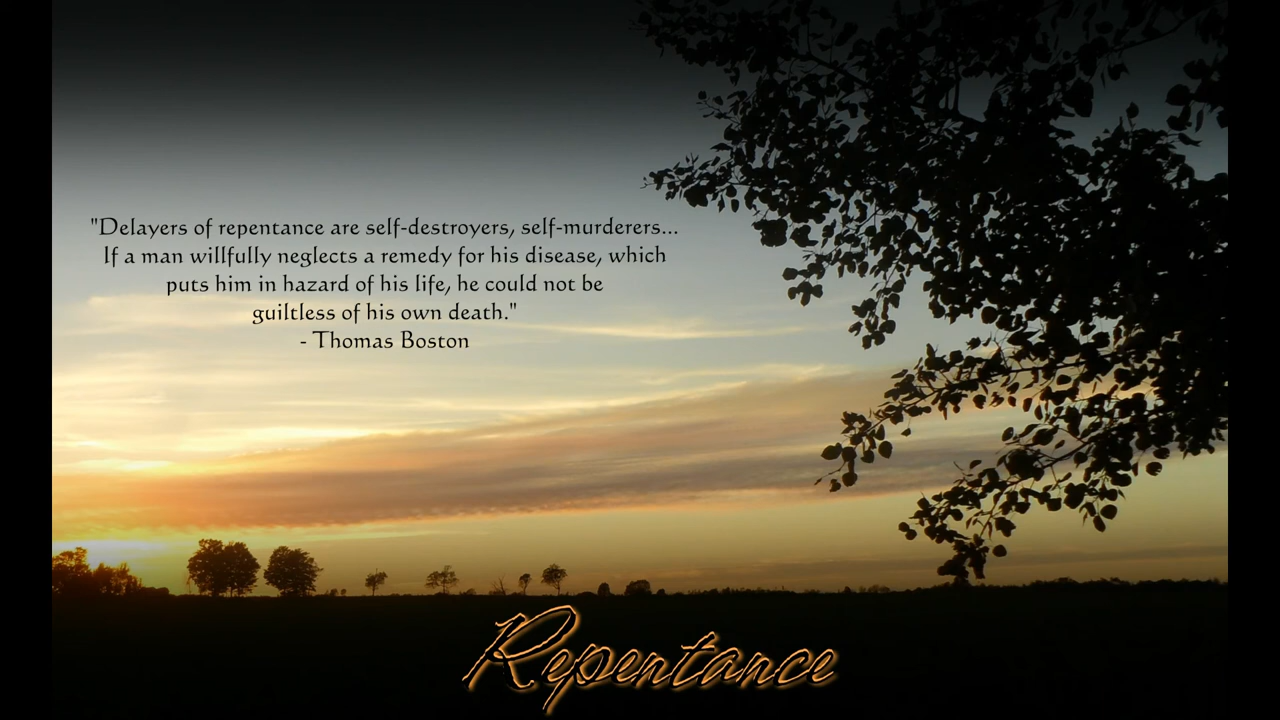 "Delayers of repentance are self-destroyers, self-murderers...
If a man willfully neglects a remedy for his disease, which
puts him in hazard of his life, he could not be
guiltless of his own death."
- Thomas Boston
Repentance